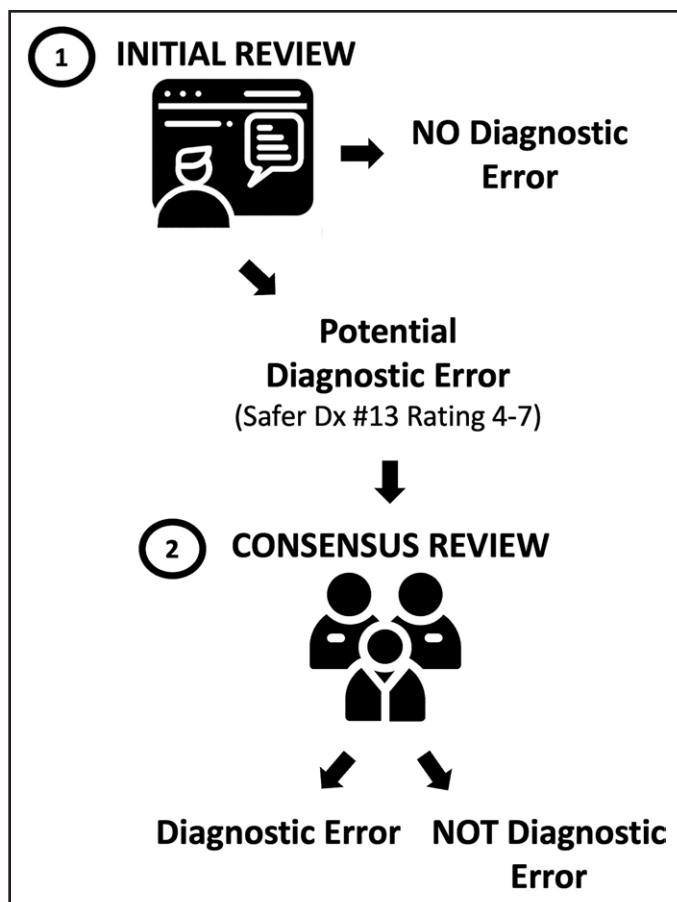 1 INITIAL REVIEW
NO Diagnostic
Error
Potential
Diagnostic Error
(Safer Dx #13 Rating 4-7)
2 CONSENSUS REVIEW
Diagnostic Error
NOT Diagnostic
Error